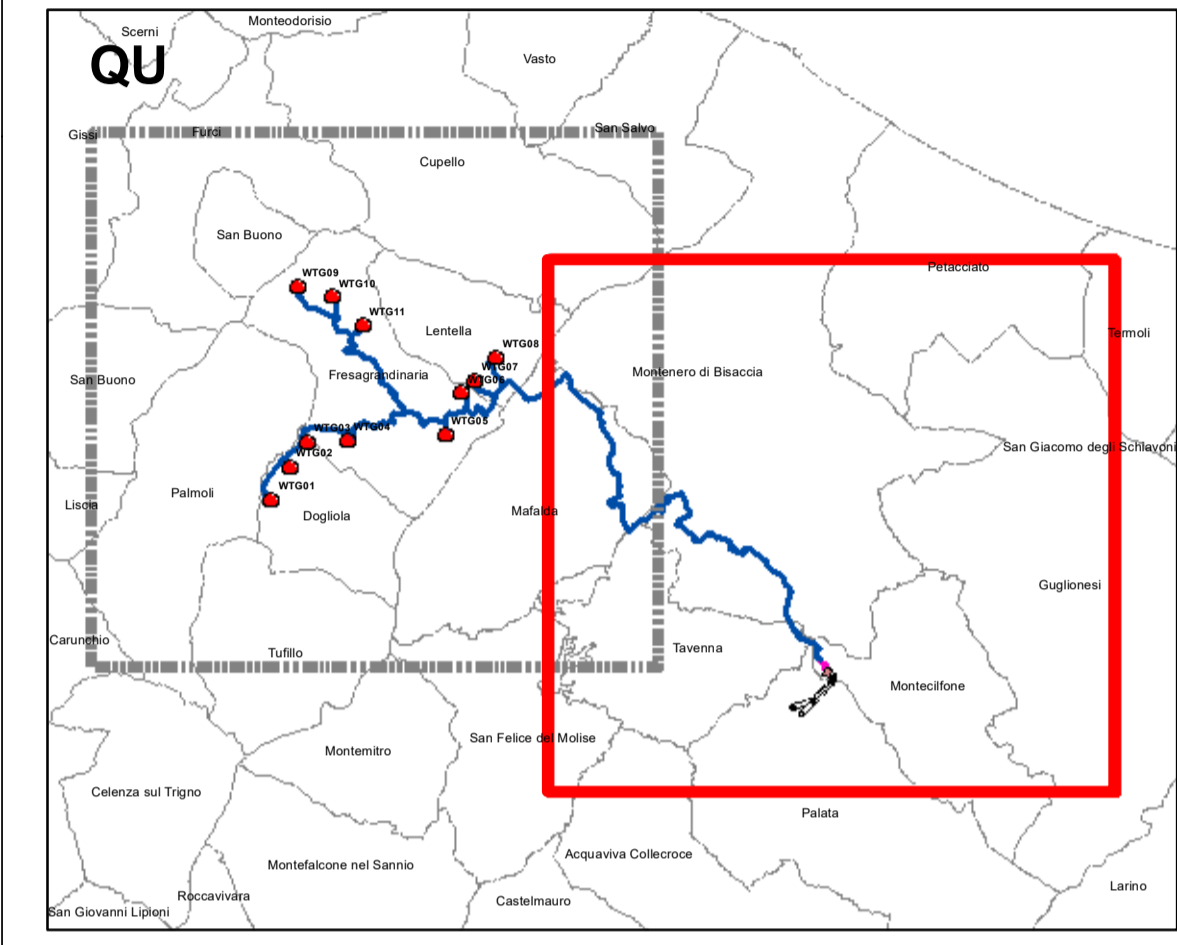 Monteodorisio
Scerni
QU
Vasto
Gissi
Furci
San Salvo
Cupello
San Buono
Petacciato
WTG09
WTG10
WTG11
Lentella
Termoli
WTG08
WTG07
WTG06
Fresagrandinaria
Montenero di Bisaccia
San Buono
WTG05
WTG03
WTG04
San Giacomo degli Schiavoni
WTG02
WTG01
Palmoli
Liscia
Dogliola
Mafalda
Guglionesi
Carunchio
Tufillo
Tavenna
Montecilfone
San Felice del Molise
Montemitro
Celenza sul Trigno
Palata
Acquaviva Collecroce
Montefalcone nel Sannio
Larino
Roccavivara
Castelmauro
San Giovanni Lipioni